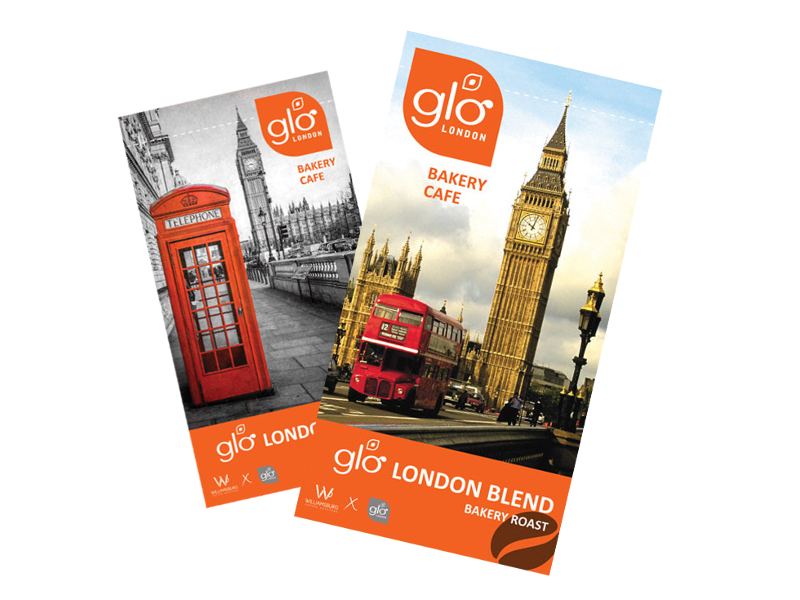 glo
LONDON
BAKERY
CAFE
TELEPHONE
glo LONDO
WILLIAMSBURG
X
glo
glo
LONDON
BAKERY
CAFE
12
glo LONDON BLEND
BAKERY ROAST
WILLIAMSBURG
X
glo